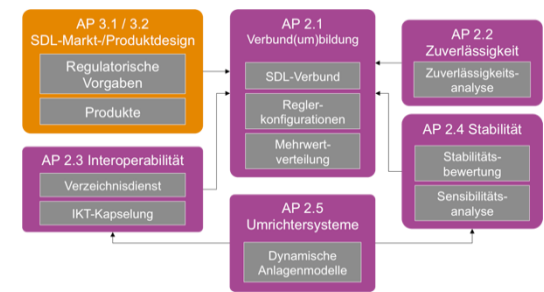 AP 3.1 / 3.2
SDL-Markt-/Produktdesign
Regulatorische
Vorgaben
Produkte
AP 2.1
Verbund(um)bildung
SDL-Verbund
Regler-
konfigurationen
Mehrwert-
verteilung
AP 2.2
Zuverlässigkeit
Zuverlässigkeits-
analyse
AP 2.3 Interoperabilität
Verzeichnisdienst
IKT-Kapselung
AP 2.4 Stabilität
Stabilitäts-
bewertung
Sensibilitäts-
analyse
AP 2.5
Umrichtersysteme
Dynamische
Anlagenmodelle